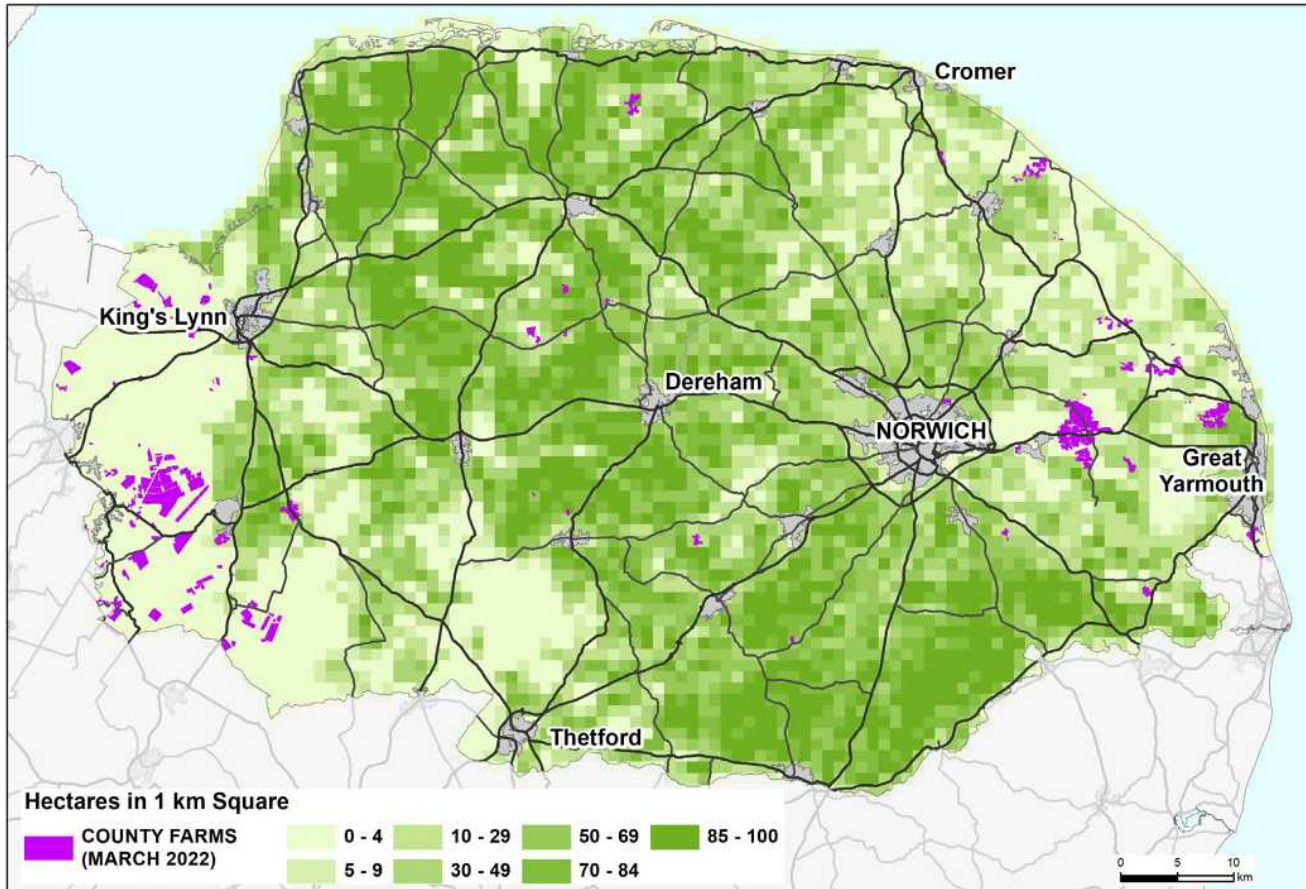 Cromer
King's Lynn
Dereham
NORWICH
Great
Yarmouth
Thetford
Hectares in 1 km Square
COUNTY FARMS
(MARCH 2022)
0 - 4
10 - 29
50 - 69
85 - 100
5 - 9
30 - 49
70 - 84
0 5 10
km